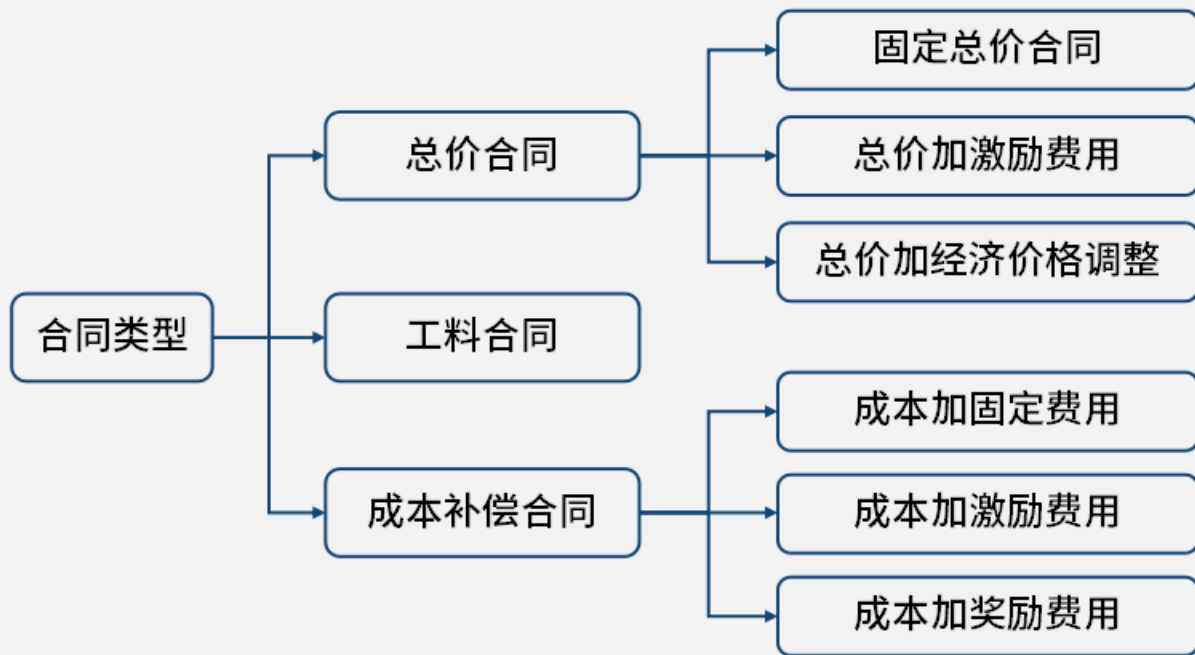 合同类型
总价合同
固定总价合同
总价加激励费用
总价加经济价格调整
工料合同
成本补偿合同
成本加固定费用
成本加激励费用
成本加奖励费用